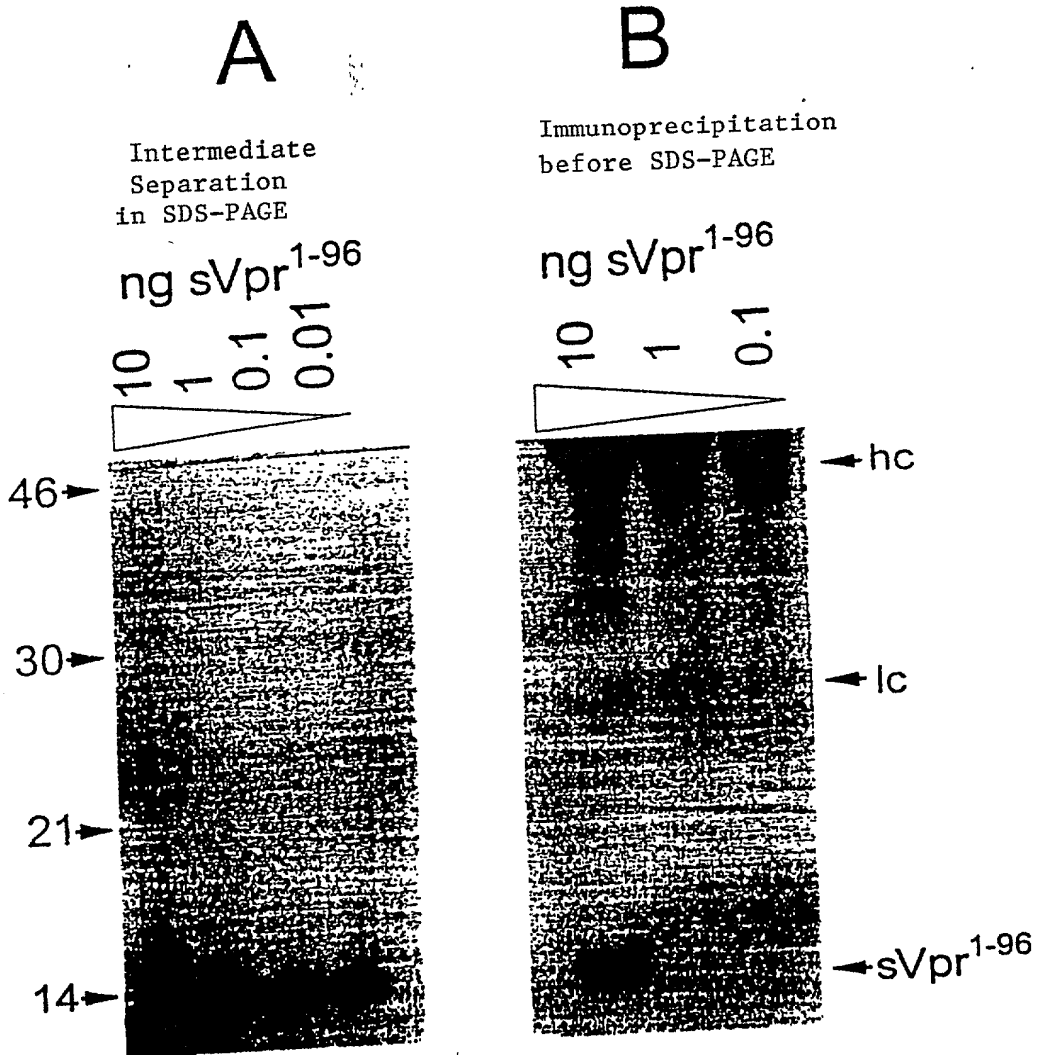 A
Intermediate
Separation
in SDS-PAGE
ng sVpr1-96
10 1 0.1 0.01
46
30
21
14
B
Immunoprecipitation
before SDS-PAGE
ng sVpr1-96
10 1 0.1
hc
lc
sVpr1-96